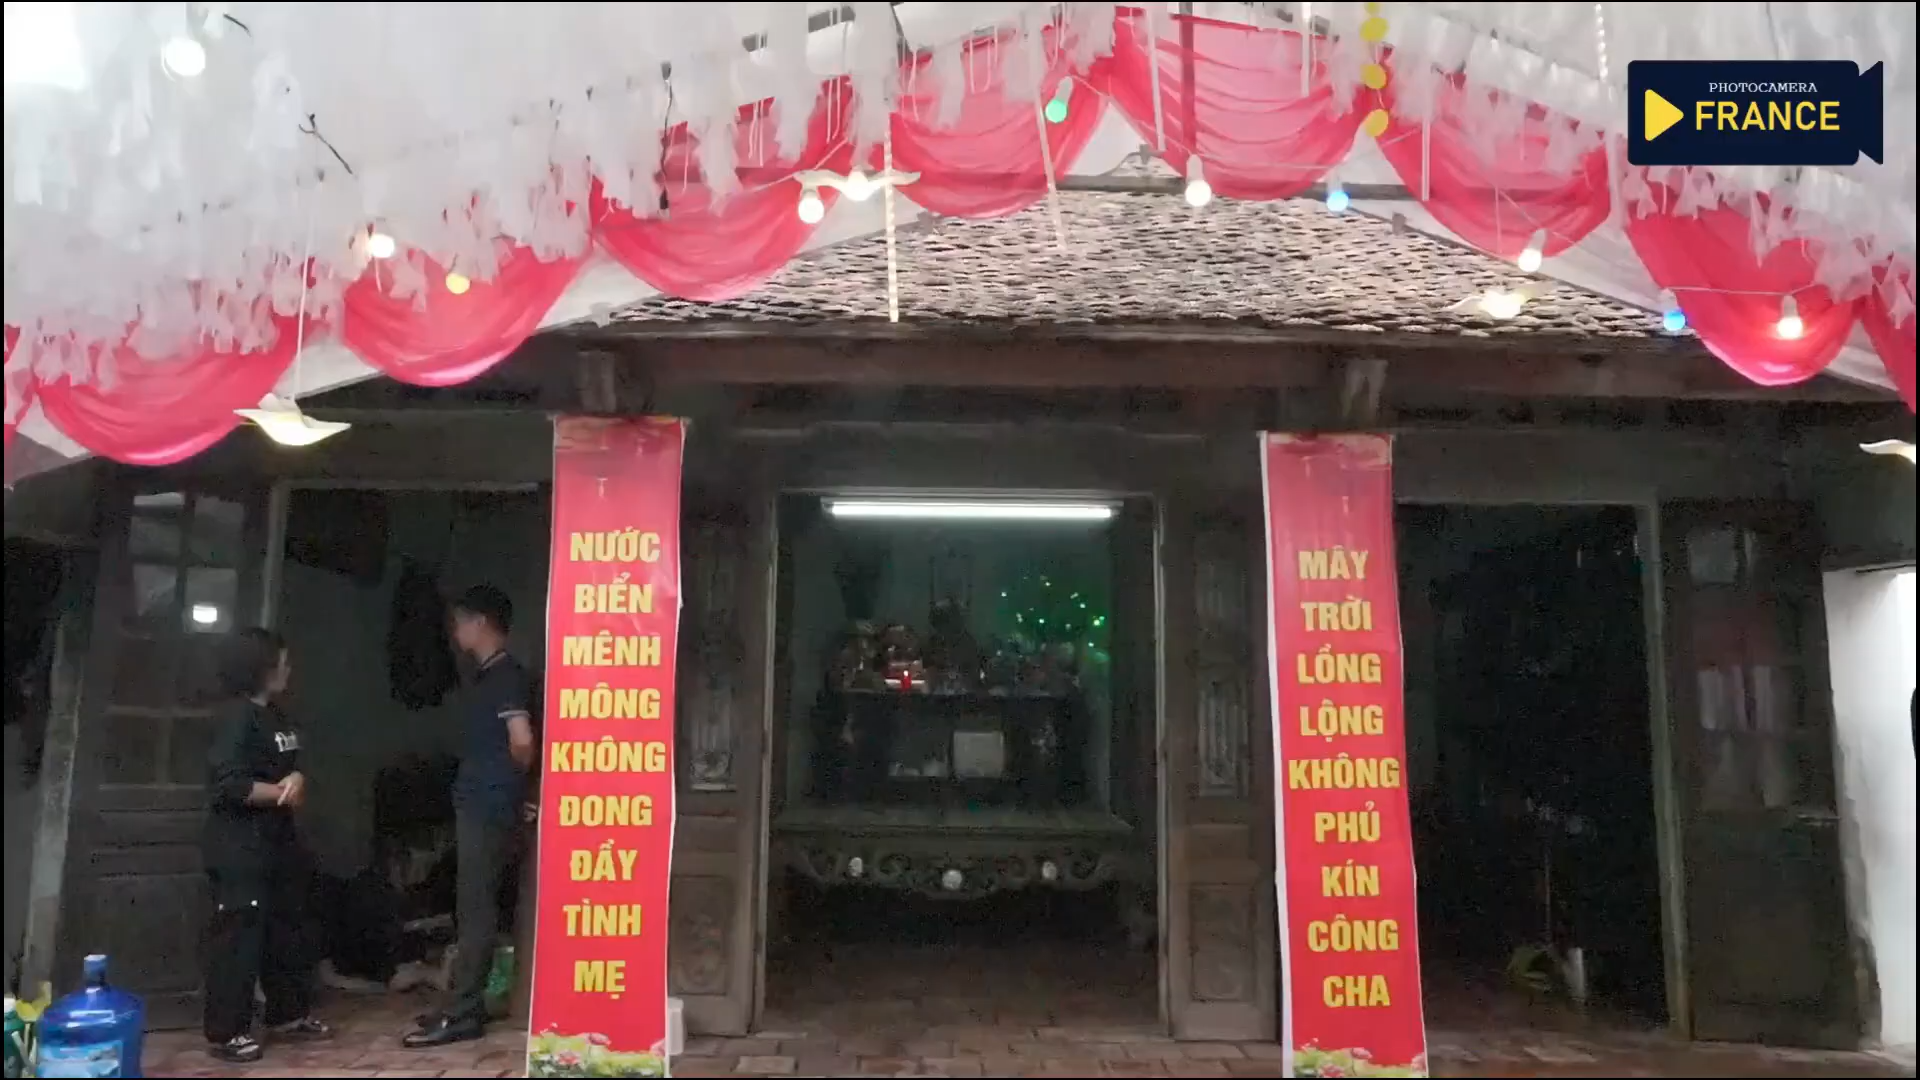 PHOTOCAMERA
FRANCE
NƯỚC
BIỂN
MÊNH
MÔNG
KHÔNG
ĐONG
ĐẦY
TÌNH
MẸ
MÂY
TRỜI
LỒNG
LỘNG
KHÔNG
PHỦ
KÍN
CÔNG
CHA